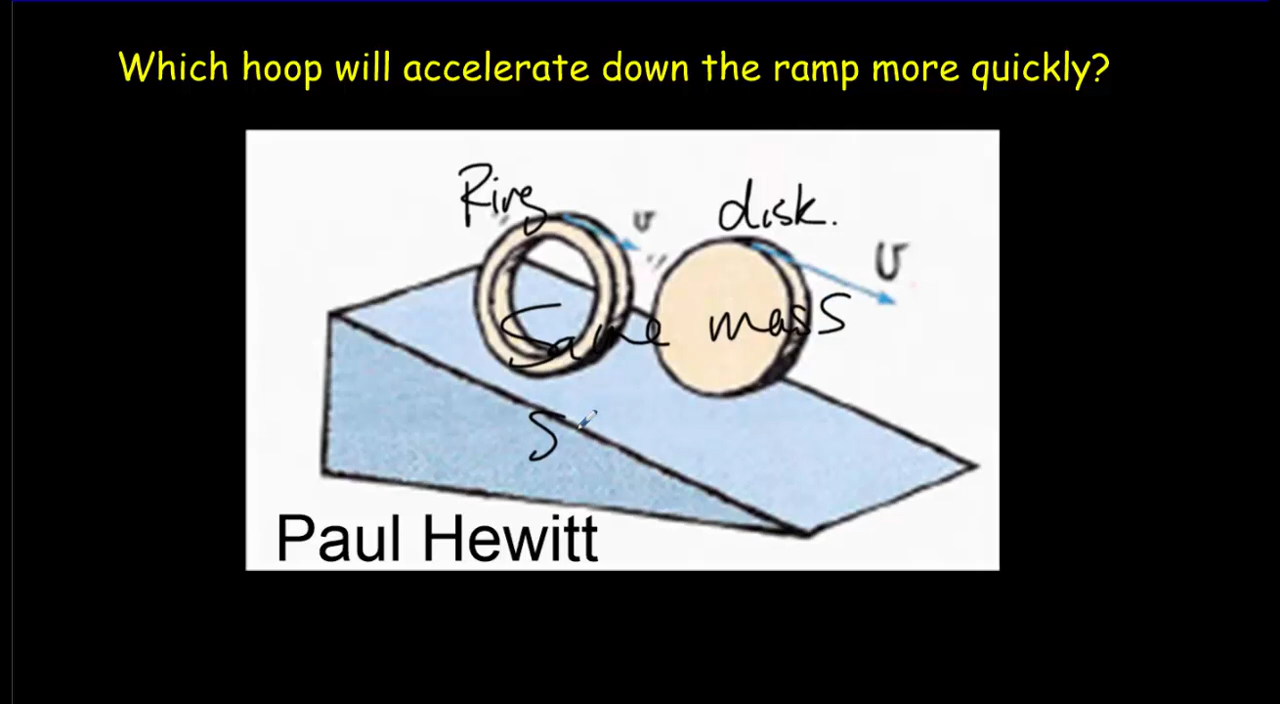 Which hoop will accelerate down the ramp more quickly?
Ring
disk.
v
v
Same mass
S
Paul Hewitt